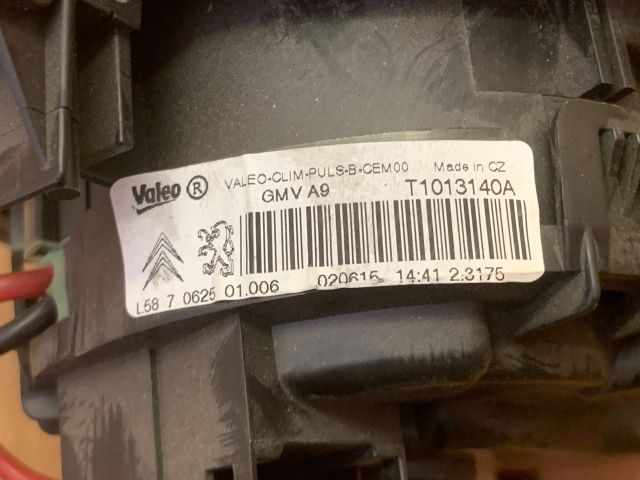 Valeo ® VALEO-CLIM-PULS-B-CEM00 Made in CZ
GMV A9 T1013140A
L58 7 0625 01.006 020615 14:41 2.3175